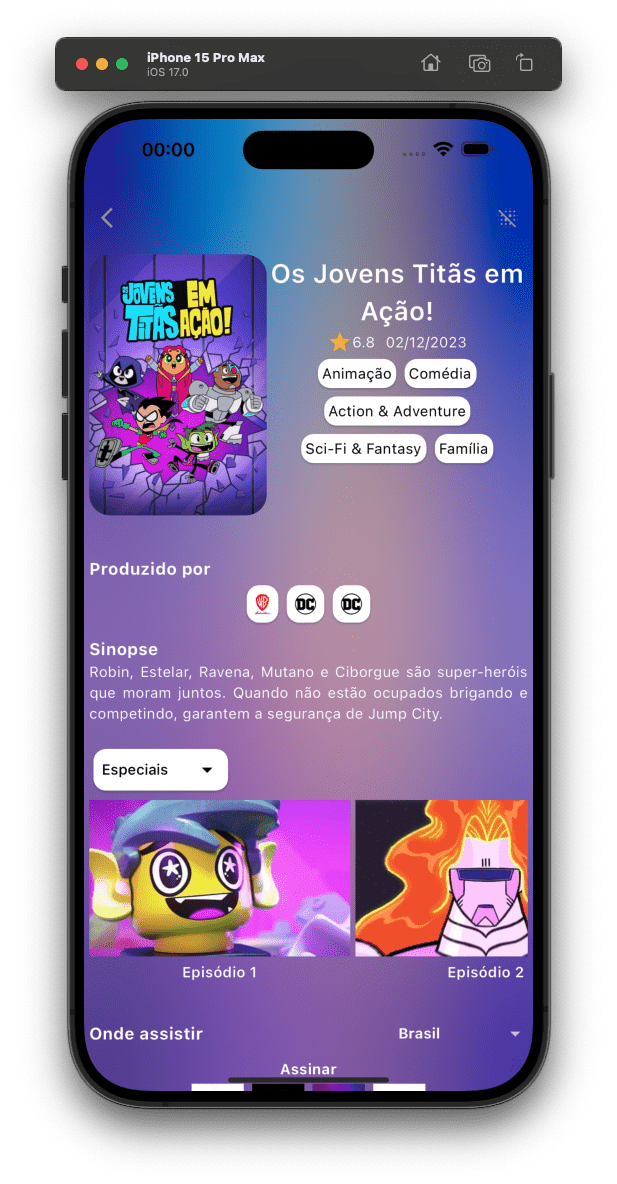 iPhone 15 Pro Max
iOS 17.0
00:00
OS JOVENS EM
TITÃS AÇÃO!
Os Jovens Titãs em
Ação!
6.8 02/12/2023
Animação Comédia
Action & Adventure
Sci-Fi & Fantasy Família
Produzido por
DC DC
Sinopse
Robin, Estelar, Ravena, Mutano e Ciborgue são super-heróis
que moram juntos. Quando não estão ocupados brigando e
competindo, garantem a segurança de Jump City.
Especiais
Episódio 1 Episódio 2
Onde assistir Brasil
Assinar